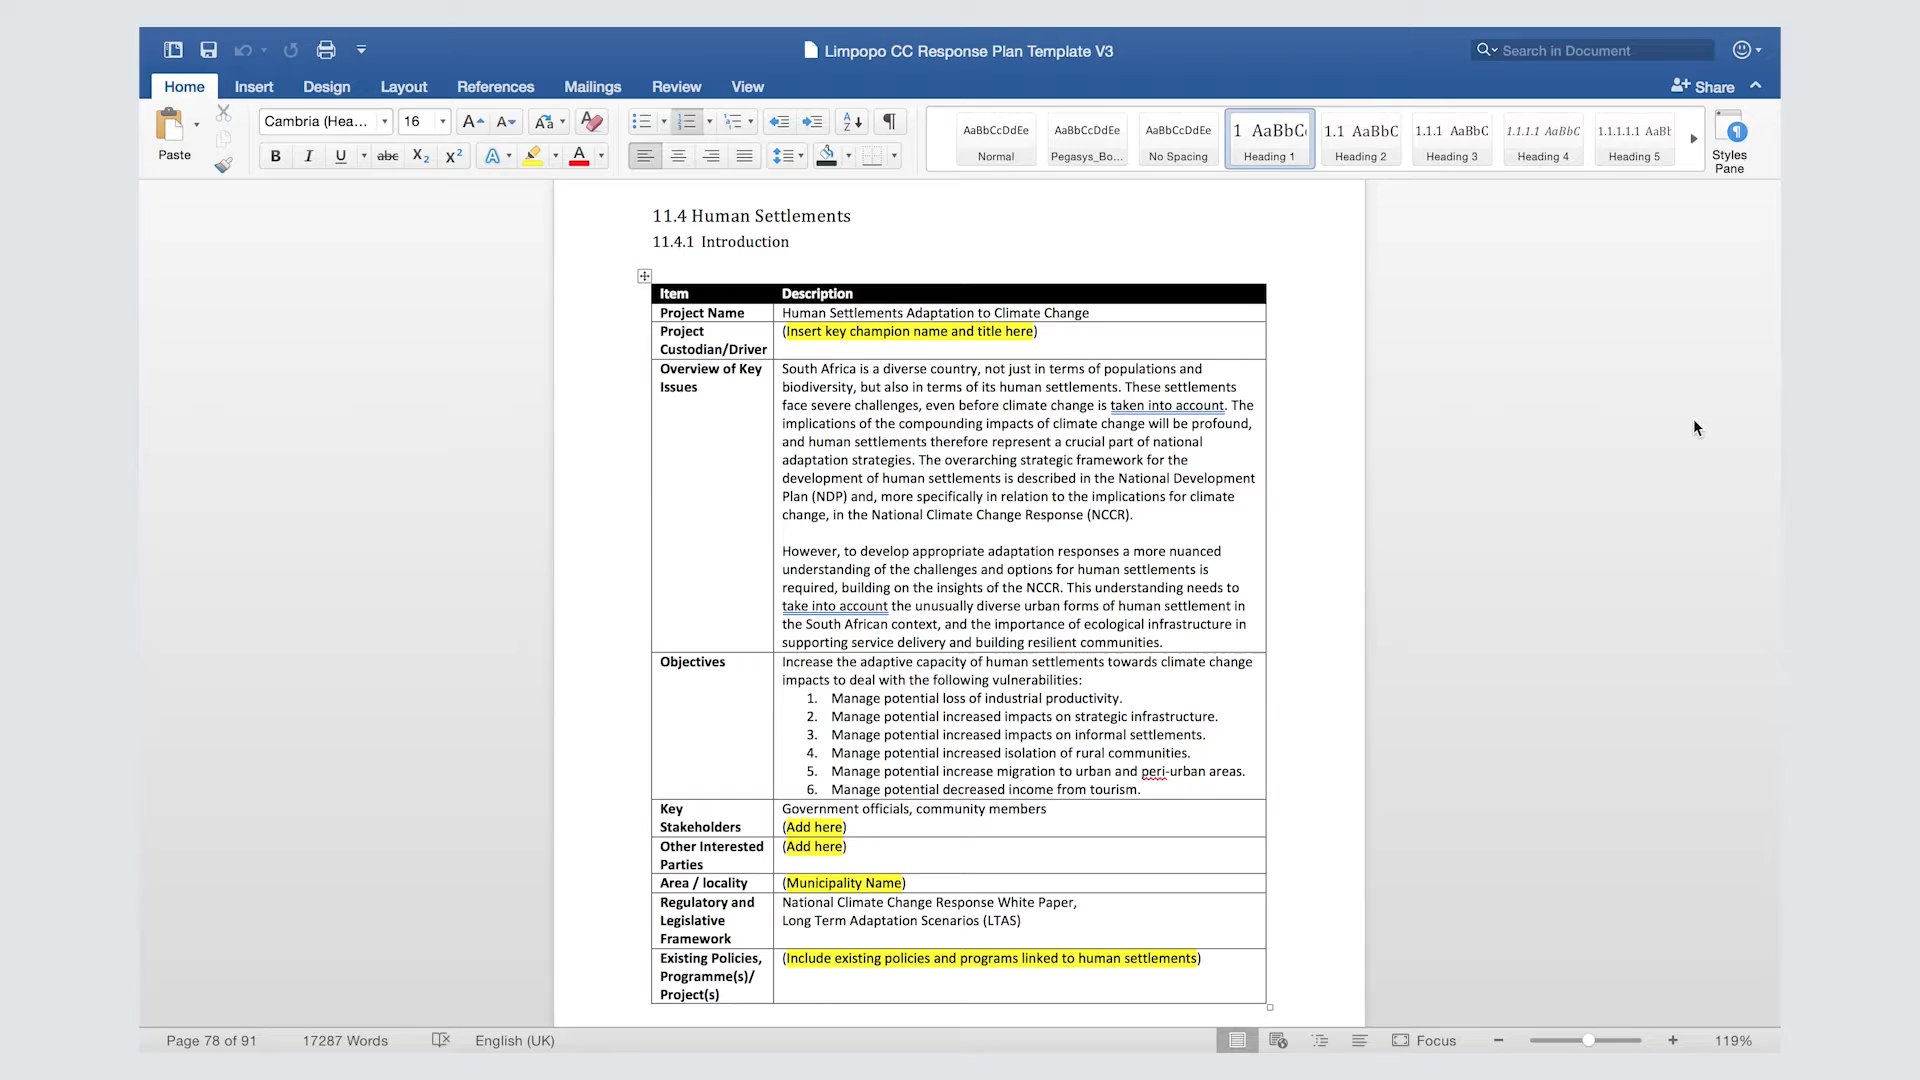 Limpopo CC Response Plan Template V3
Search in Document
Home Insert Design Layout References Mailings Review View
Share
Paste
Cambria (Hea... 16
AaBbCcDdEe AaBbCcDdEe AaBbCcDdEe 1 AaBbC 1.1 AaBbC 1.1.1 AaBbC 1.1.1.1 AaBbC 1.1.1.1.1 AaBb
Normal Pegasys_Bo... No Spacing Heading 1 Heading 2 Heading 3 Heading 4 Heading 5
Styles
Pane
11.4 Human Settlements
11.4.1 Introduction
Item Description
Project Name Human Settlements Adaptation to Climate Change
Project
Custodian/Driver
(Insert key champion name and title here)
Overview of Key
Issues
South Africa is a diverse country, not just in terms of populations and
biodiversity, but also in terms of its human settlements. These settlements
face severe challenges, even before climate change is taken into account. The
implications of the compounding impacts of climate change will be profound,
and human settlements therefore represent a crucial part of national
adaptation strategies. The overarching strategic framework for the
development of human settlements is described in the National Development
Plan (NDP) and, more specifically in relation to the implications for climate
change, in the National Climate Change Response (NCCR).
However, to develop appropriate adaptation responses a more nuanced
understanding of the challenges and options for human settlements is
required, building on the insights of the NCCR. This understanding needs to
take into account the unusually diverse urban forms of human settlement in
the South African context, and the importance of ecological infrastructure in
supporting service delivery and building resilient communities.
Objectives
Increase the adaptive capacity of human settlements towards climate change
impacts to deal with the following vulnerabilities:
1. Manage potential loss of industrial productivity.
2. Manage potential increased impacts on strategic infrastructure.
3. Manage potential increased impacts on informal settlements.
4. Manage potential increased isolation of rural communities.
5. Manage potential increase migration to urban and peri-urban areas.
6. Manage potential decreased income from tourism.
Key
Stakeholders
Government officials, community members
(Add here)
Other Interested
Parties
(Add here)
Area / locality (Municipality Name)
Regulatory and
Legislative
Framework
National Climate Change Response White Paper,
Long Term Adaptation Scenarios (LTAS)
Existing Policies,
Programme(s)/
Project(s)
(Include existing policies and programs linked to human settlements)
Page 78 of 91 17287 Words English (UK) Focus 119%